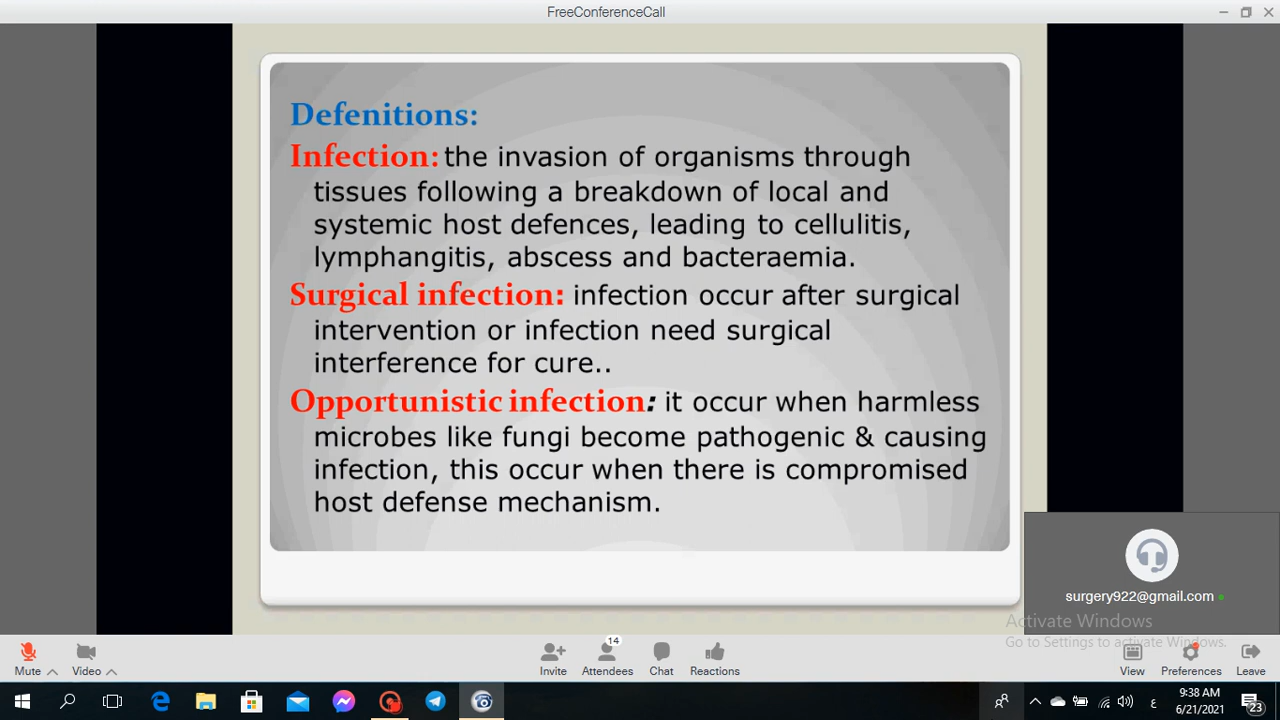 FreeConferenceCall
Defenitions:
Infection: the invasion of organisms through
tissues following a breakdown of local and
systemic host defences, leading to cellulitis,
lymphangitis, abscess and bacteraemia.
Surgical infection: infection occur after surgical
intervention or infection need surgical
interference for cure..
Opportunistic infection: it occur when harmless
microbes like fungi become pathogenic & causing
infection, this occur when there is compromised
host defense mechanism.
surgery922@gmail.com
Activate Windows
Go to Settings to activate Windows.
14
Mute Video Invite Attendees Chat Reactions View Preferences Leave
ع 9:38 AM
6/21/2021
23